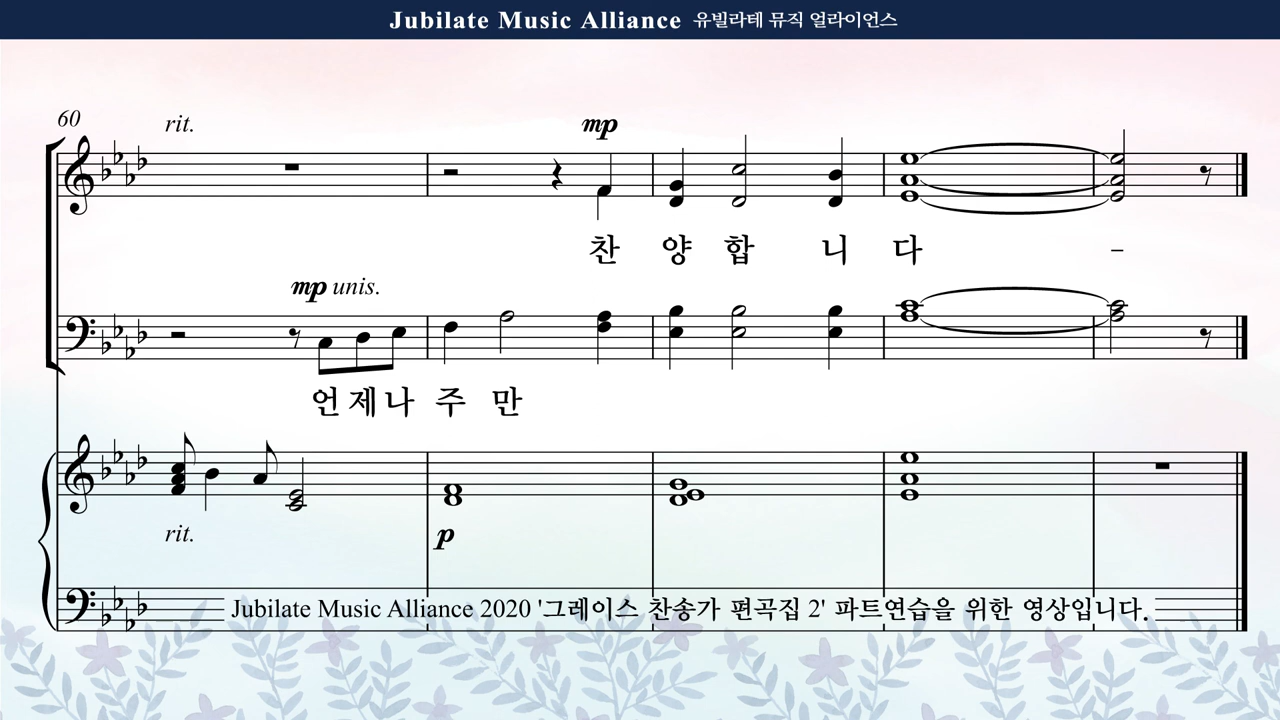 Jubilate Music Alliance 유빌라테 뮤직 얼라이언스
60
rit.
mp
찬 양 합 니 다 -
mp unis.
언 제 나 주 만
rit.
p
Jubilate Music Alliance 2020 '그레이스 찬송가 편곡집 2' 파트연습을 위한 영상입니다.